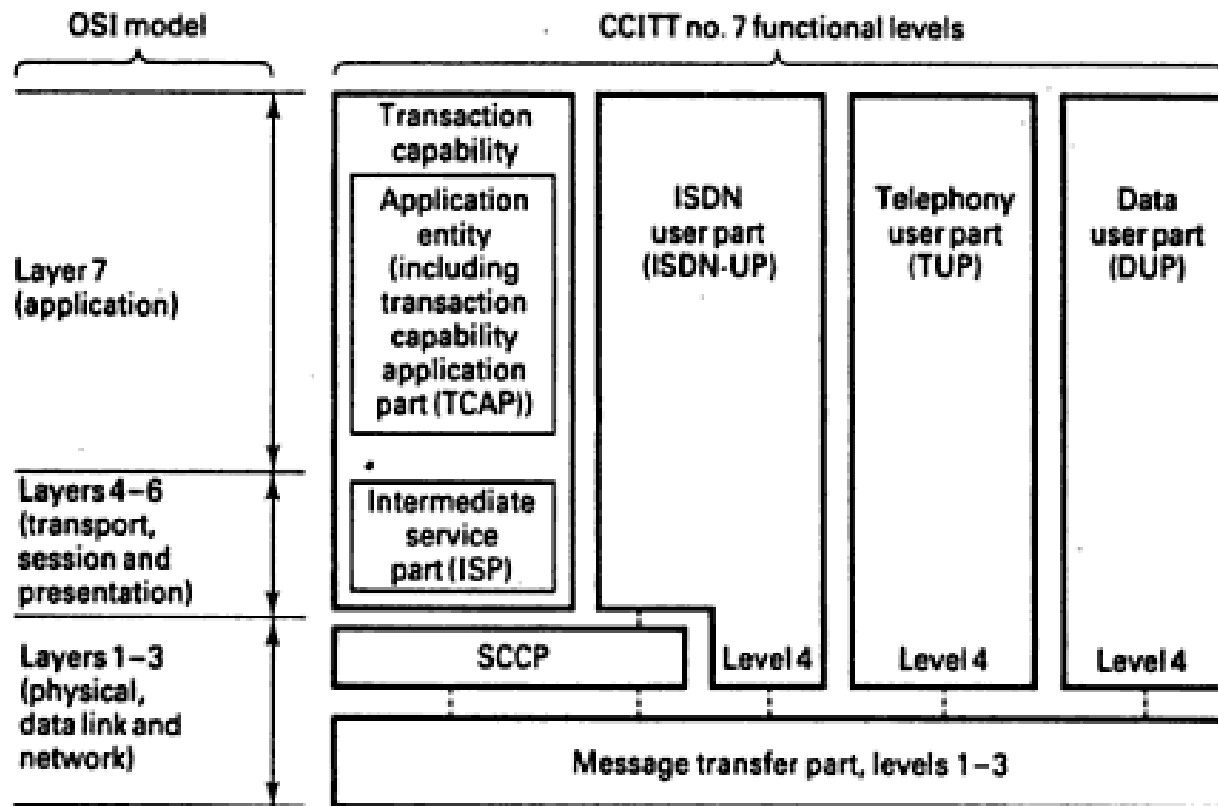 OSI model
CCITT no. 7 functional levels
Layer 7
(application)
Layers 4–6
(transport,
session and
presentation)
Layers 1–3
(physical,
data link and
network)
Transaction
capability
Application
entity
(including
transaction
capability
application
part (TCAP))
Intermediate
service
part (ISP)
ISDN
user part
(ISDN-UP)
Telephony
user part
(TUP)
Data
user part
(DUP)
SCCP
Level 4
Level 4
Level 4
Message transfer part, levels 1–3